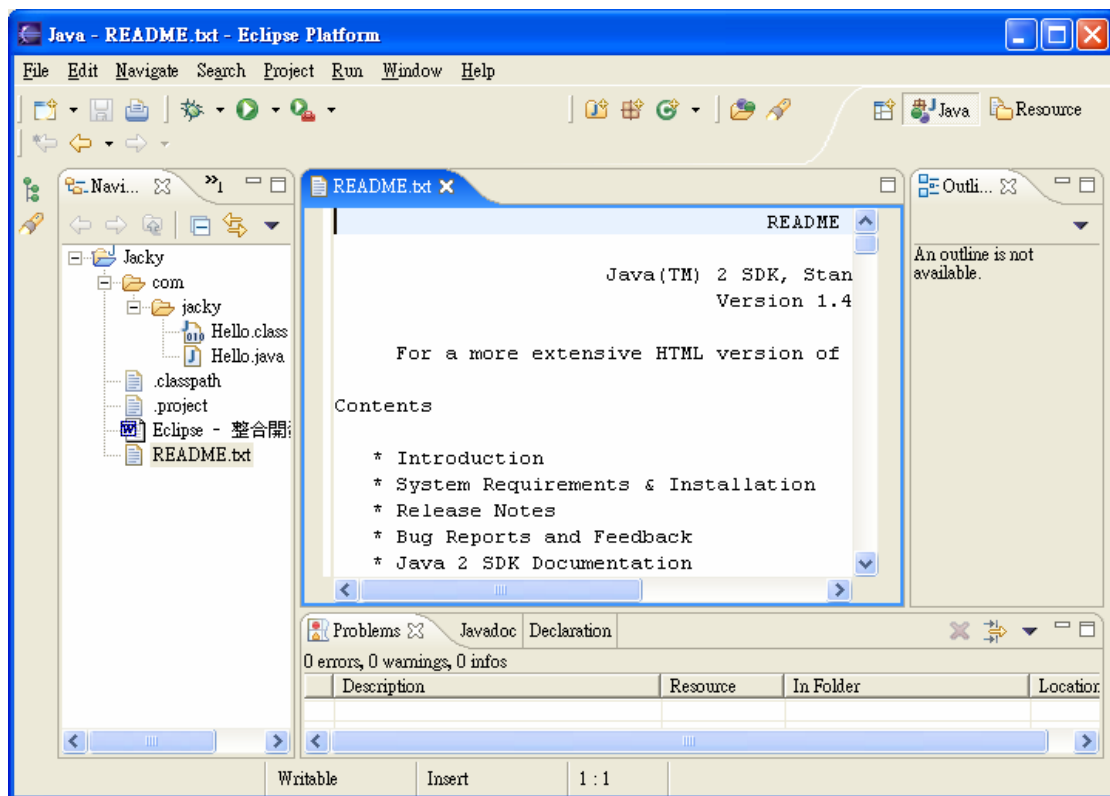 Java - README.txt - Eclipse Platform
File Edit Navigate Search Project Run Window Help
Java Resource
Navi... »1
README.txt
Outli...
Jacky
com
jacky
Hello.class
Hello.java
.classpath
.project
Eclipse - 整合開
README.txt
README
Java(TM) 2 SDK, Stan
Version 1.4
For a more extensive HTML version of
Contents
* Introduction
* System Requirements & Installation
* Release Notes
* Bug Reports and Feedback
* Java 2 SDK Documentation
An outline is not
available.
Problems Javadoc Declaration
0 errors, 0 warnings, 0 infos
Description Resource In Folder Location
Writable Insert 1 : 1